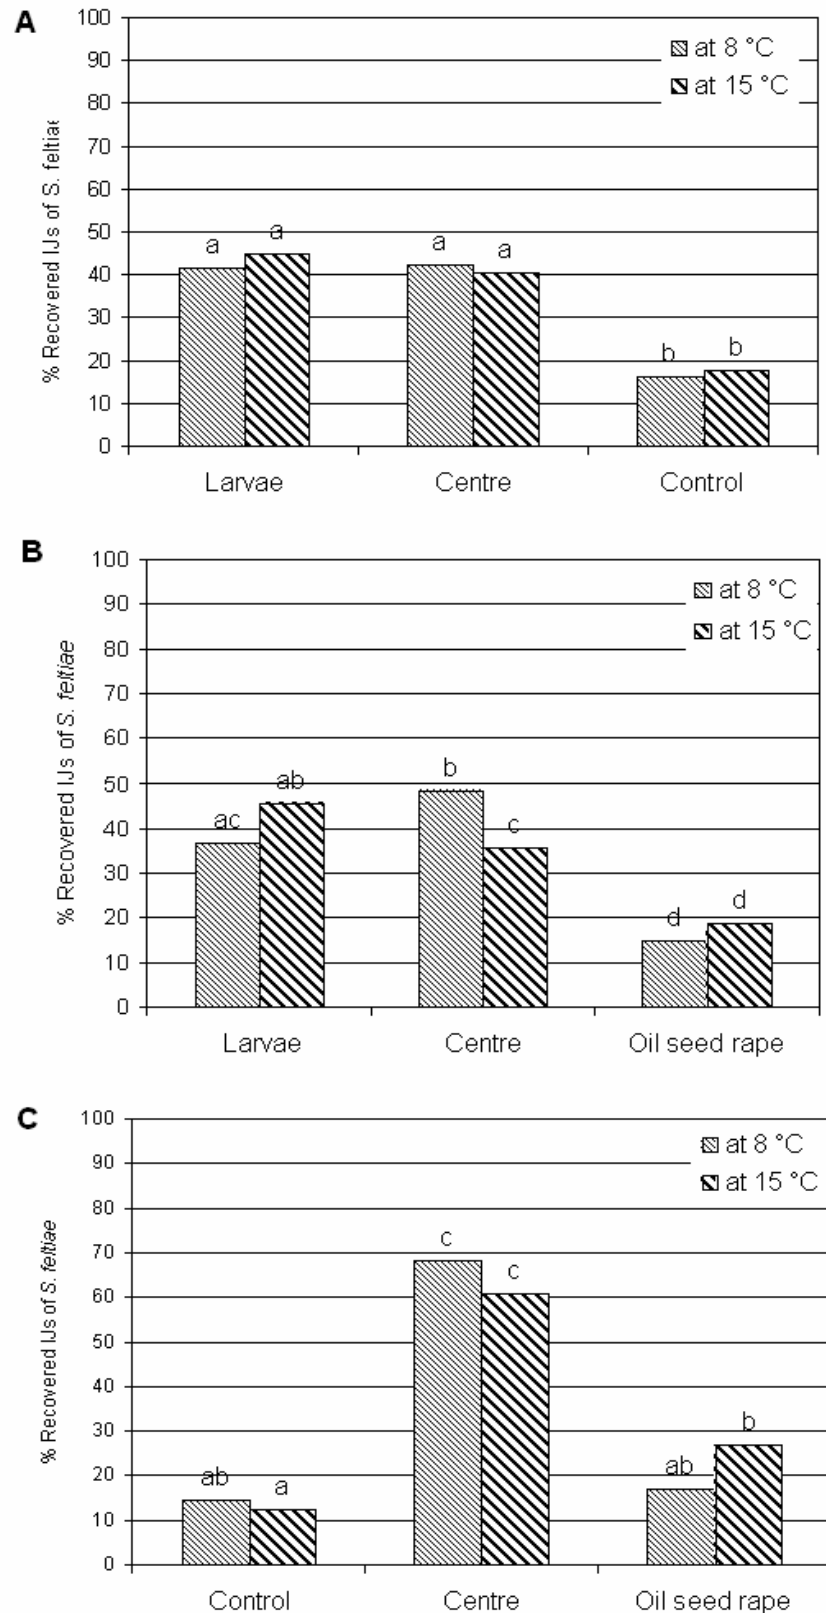 A
100
90
80
70
60
50
40
30
20
10
0
% Recovered IJs of S. feltiae
at 8 °C
at 15 °C
a a a a b b
Larvae Centre Control
B
100
90
80
70
60
50
40
30
20
10
0
% Recovered IJs of S. feltiae
at 8 °C
at 15 °C
ac ab b c d d
Larvae Centre Oil seed rape
C
100
90
80
70
60
50
40
30
20
10
0
% Recovered IJs of S. feltiae
at 8 °C
at 15 °C
ab a c c ab b
Control Centre Oil seed rape